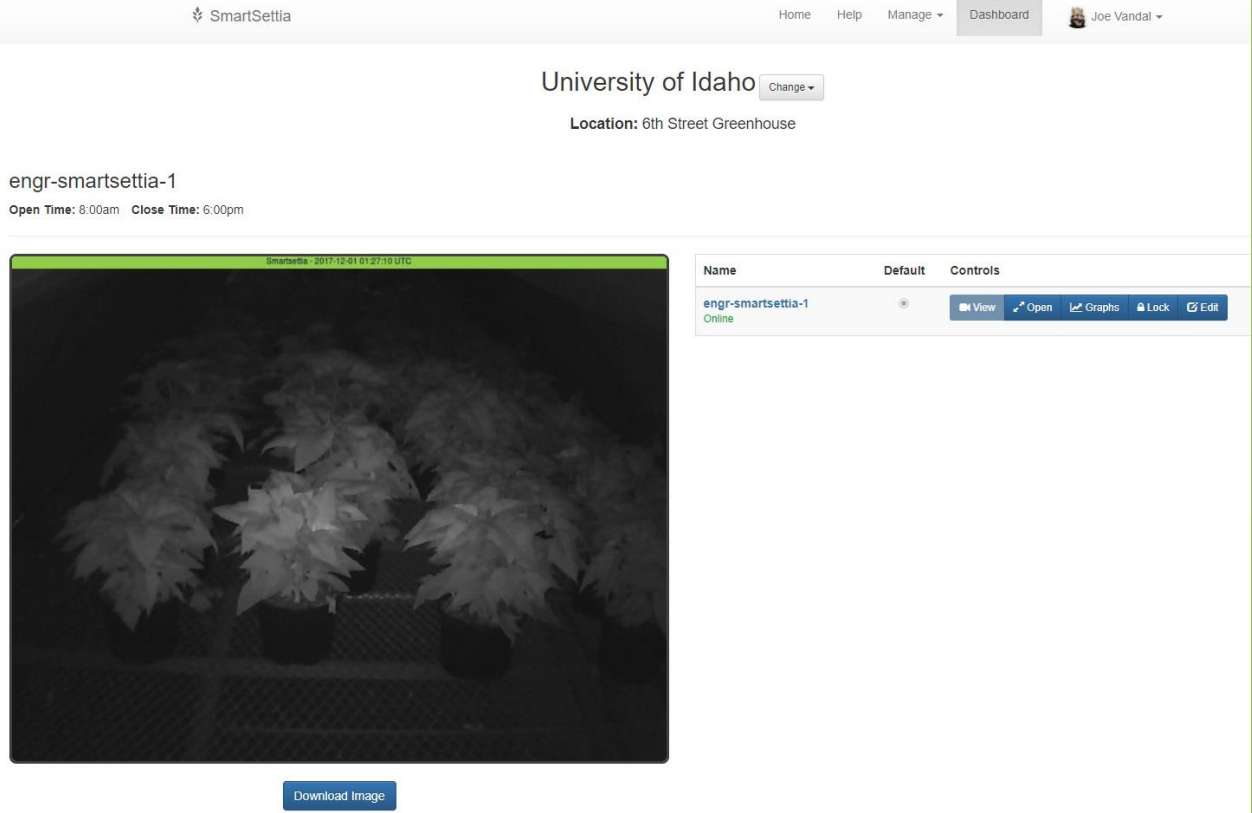 SmartSettia Home Help Manage Dashboard Joe Vandal
University of Idaho Change
Location: 6th Street Greenhouse
engr-smartsettia-1
Open Time: 8:00am Close Time: 6:00pm
Smartsettia - 2017-12-01 01:27:10 UTC
Name Default Controls
engr-smartsettia-1 View Open Graphs Lock Edit
Online
Download Image